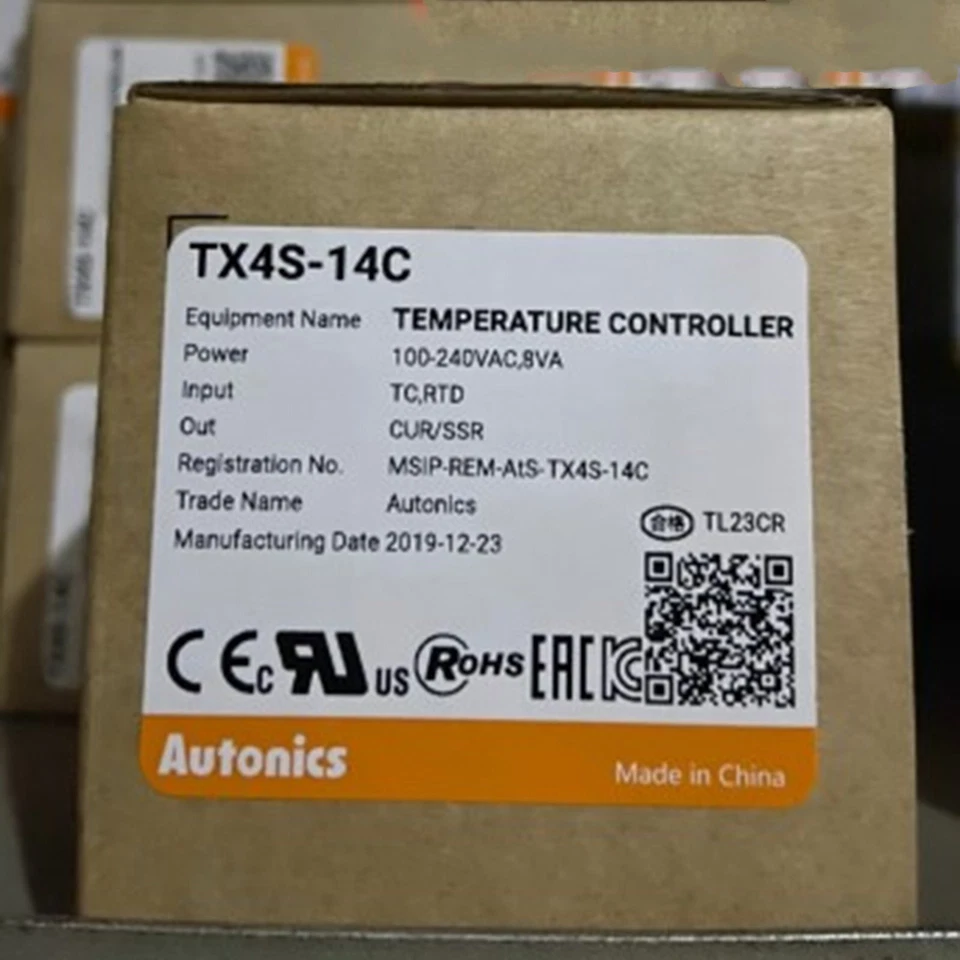 TX4S-14C
Equipment Name TEMPERATURE CONTROLLER
Power 100-240VAC,8VA
Input TC,RTD
Out CUR/SSR
Registration No. MSIP-REM-AtS-TX4S-14C
Trade Name Autonics
合格 TL23CR
Manufacturing Date 2019-12-23
CE c RU US RoHS EAC KC
Autonics Made in China